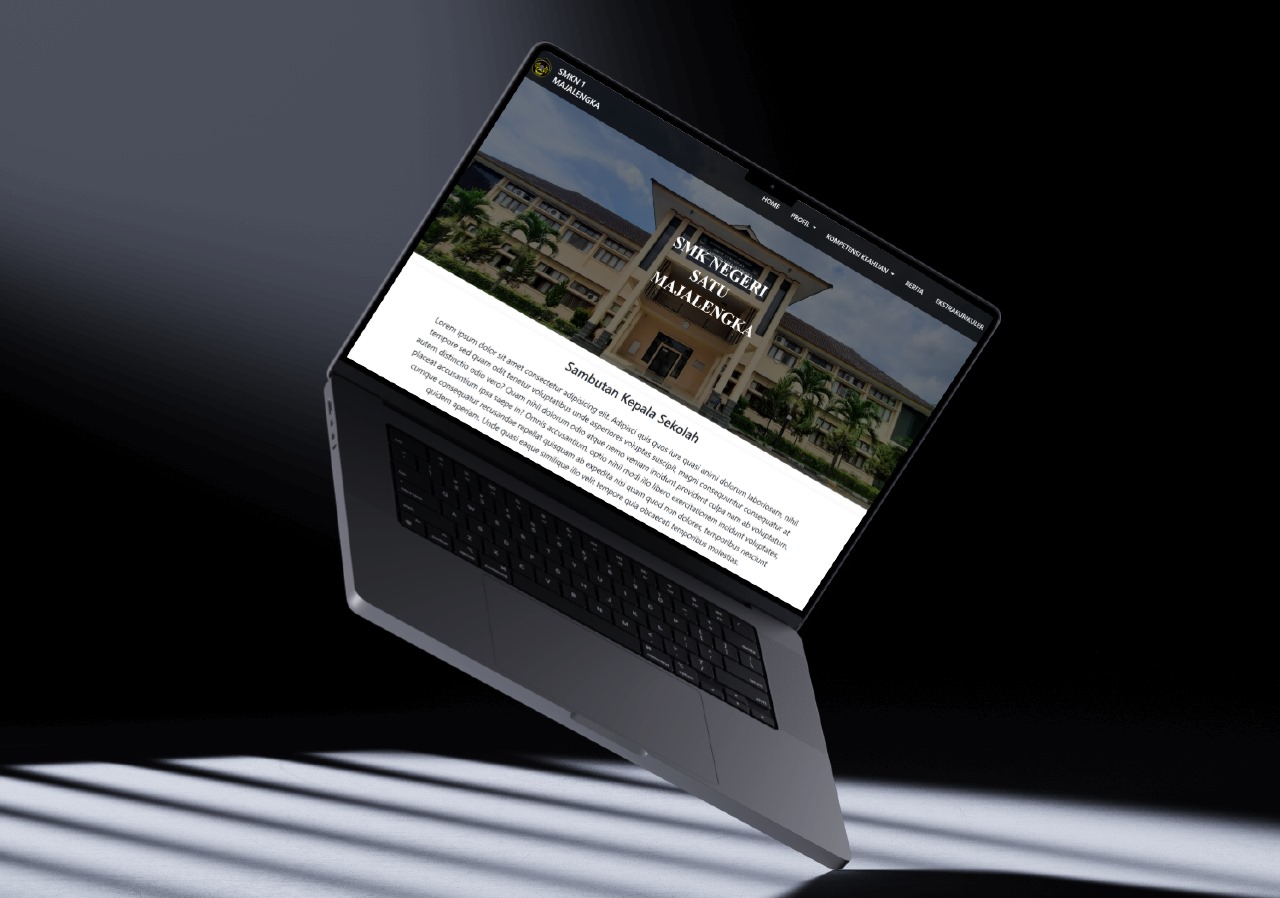 SMKN 1
MAJALENGKA
HOME
PROFIL
KOMPETENSI KEAHLIAN
BERITA
EKSTRAKURIKULER
SMK NEGERI
SATU
MAJALENGKA
Sambutan Kepala Sekolah
Lorem ipsum dolor sit amet consectetur adipisicing elit. Adipisci quis quos iure quasi animi dolorum laboriosam, nihil
tempore sed quam odit tenetur voluptatibus unde asperiores voluptas suscipit, magni consequuntur consequatur at
autem distinctio odio vero? Quam nihil dolorum odio atque nemo veniam incidunt provident culpa nam ab voluptatum,
placeat accusantium ipsa saepe in? Omnis accusantium, optio nihil modi illo libero exercitationem incidunt voluptates,
cumque consequatur recusandae repellat quisquam ab expedita nisi quam quod non dolores, temporibus nesciunt
quidem aperiam. Unde quasi eaque similique illo velit tempore quia obcaecati temporibus molestias.